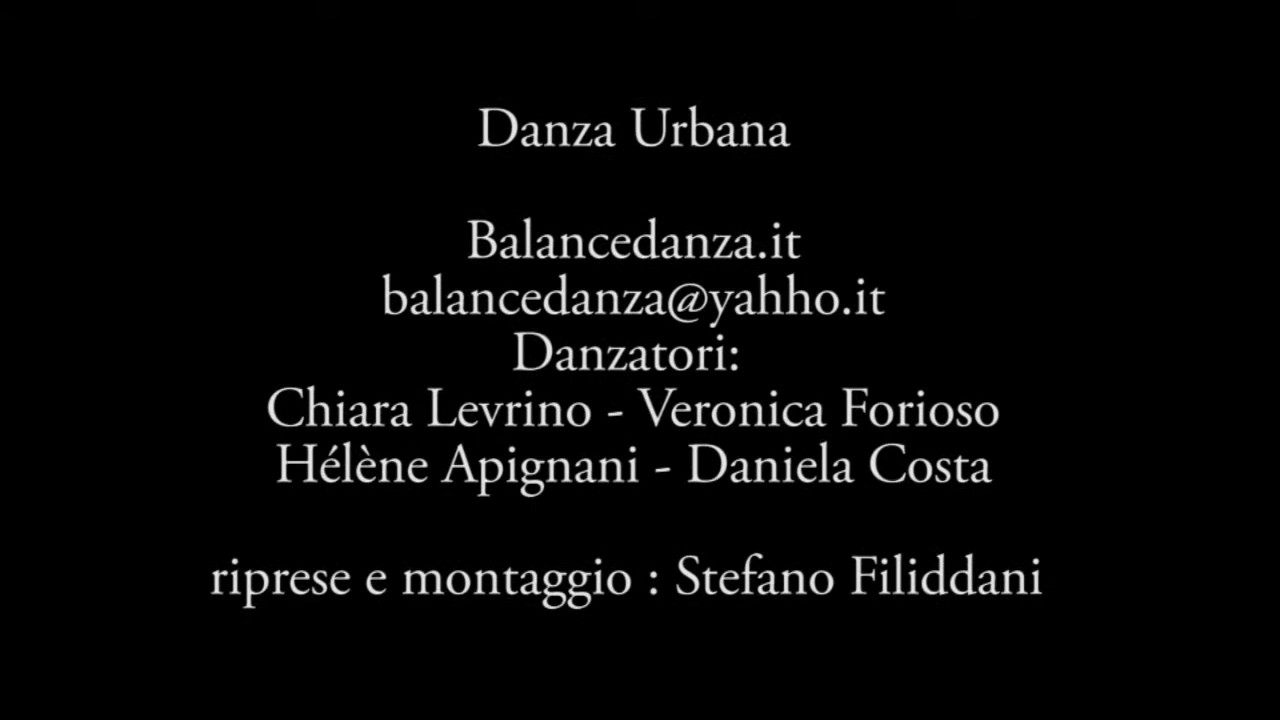 Danza Urbana
Balancedanza.it
balancedanza@yahho.it
Danzatori:
Chiara Levrino - Veronica Forioso
Hélène Apignani - Daniela Costa
riprese e montaggio : Stefano Filiddani